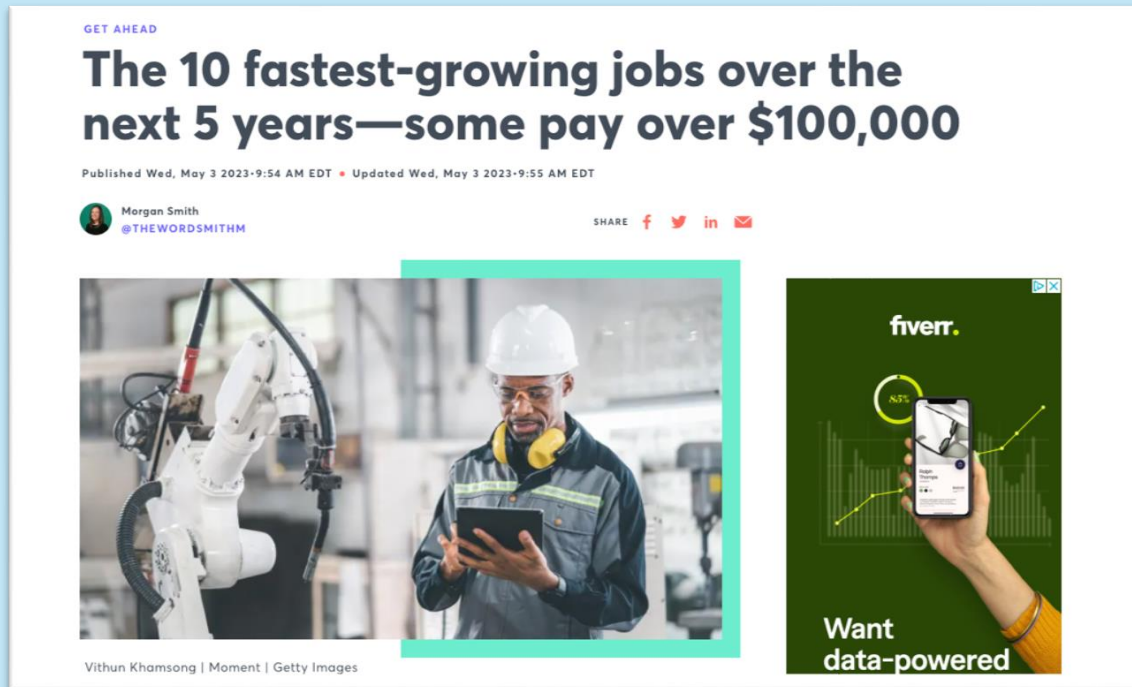 GET AHEAD
The 10 fastest-growing jobs over the
next 5 years—some pay over $100,000
Published Wed, May 3 2023•9:54 AM EDT • Updated Wed, May 3 2023•9:55 AM EDT
Morgan Smith
@THEWORDSMITHM
SHARE
Vithun Khamsong | Moment | Getty Images
fiverr.
85%
Ralph
Thamps
Want
data-powered